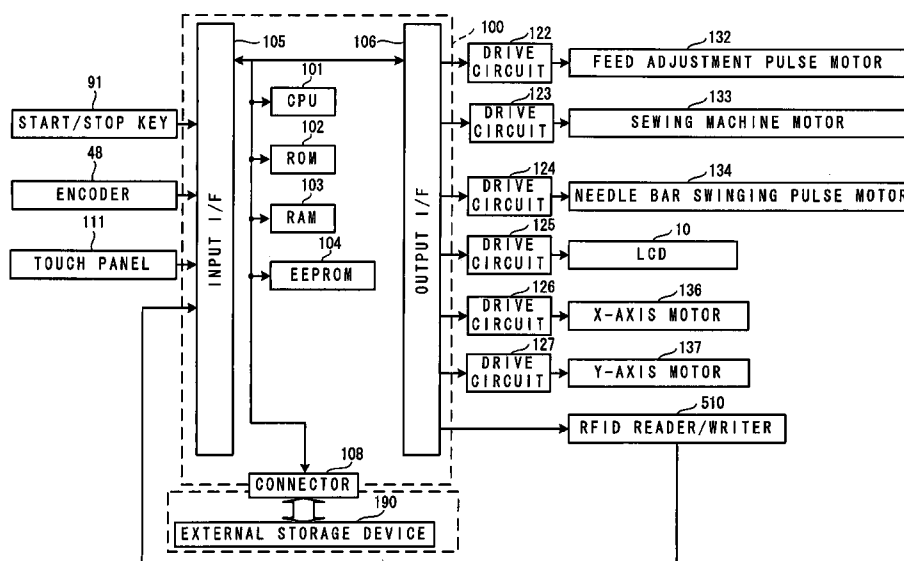 100
105
106
122
132
DRIVE
CIRCUIT
FEED ADJUSTMENT PULSE MOTOR
91
101
CPU
123
133
START/STOP KEY
DRIVE
CIRCUIT
SEWING MACHINE MOTOR
102
ROM
48
124
134
ENCODER
INPUT I/F
103
RAM
OUTPUT I/F
DRIVE
CIRCUIT
NEEDLE BAR SWINGING PULSE MOTOR
111
104
125
10
TOUCH PANEL
EEPROM
DRIVE
CIRCUIT
LCD
126
136
DRIVE
CIRCUIT
X-AXIS MOTOR
127
137
DRIVE
CIRCUIT
Y-AXIS MOTOR
510
RFID READER/WRITER
108
CONNECTOR
190
EXTERNAL STORAGE DEVICE